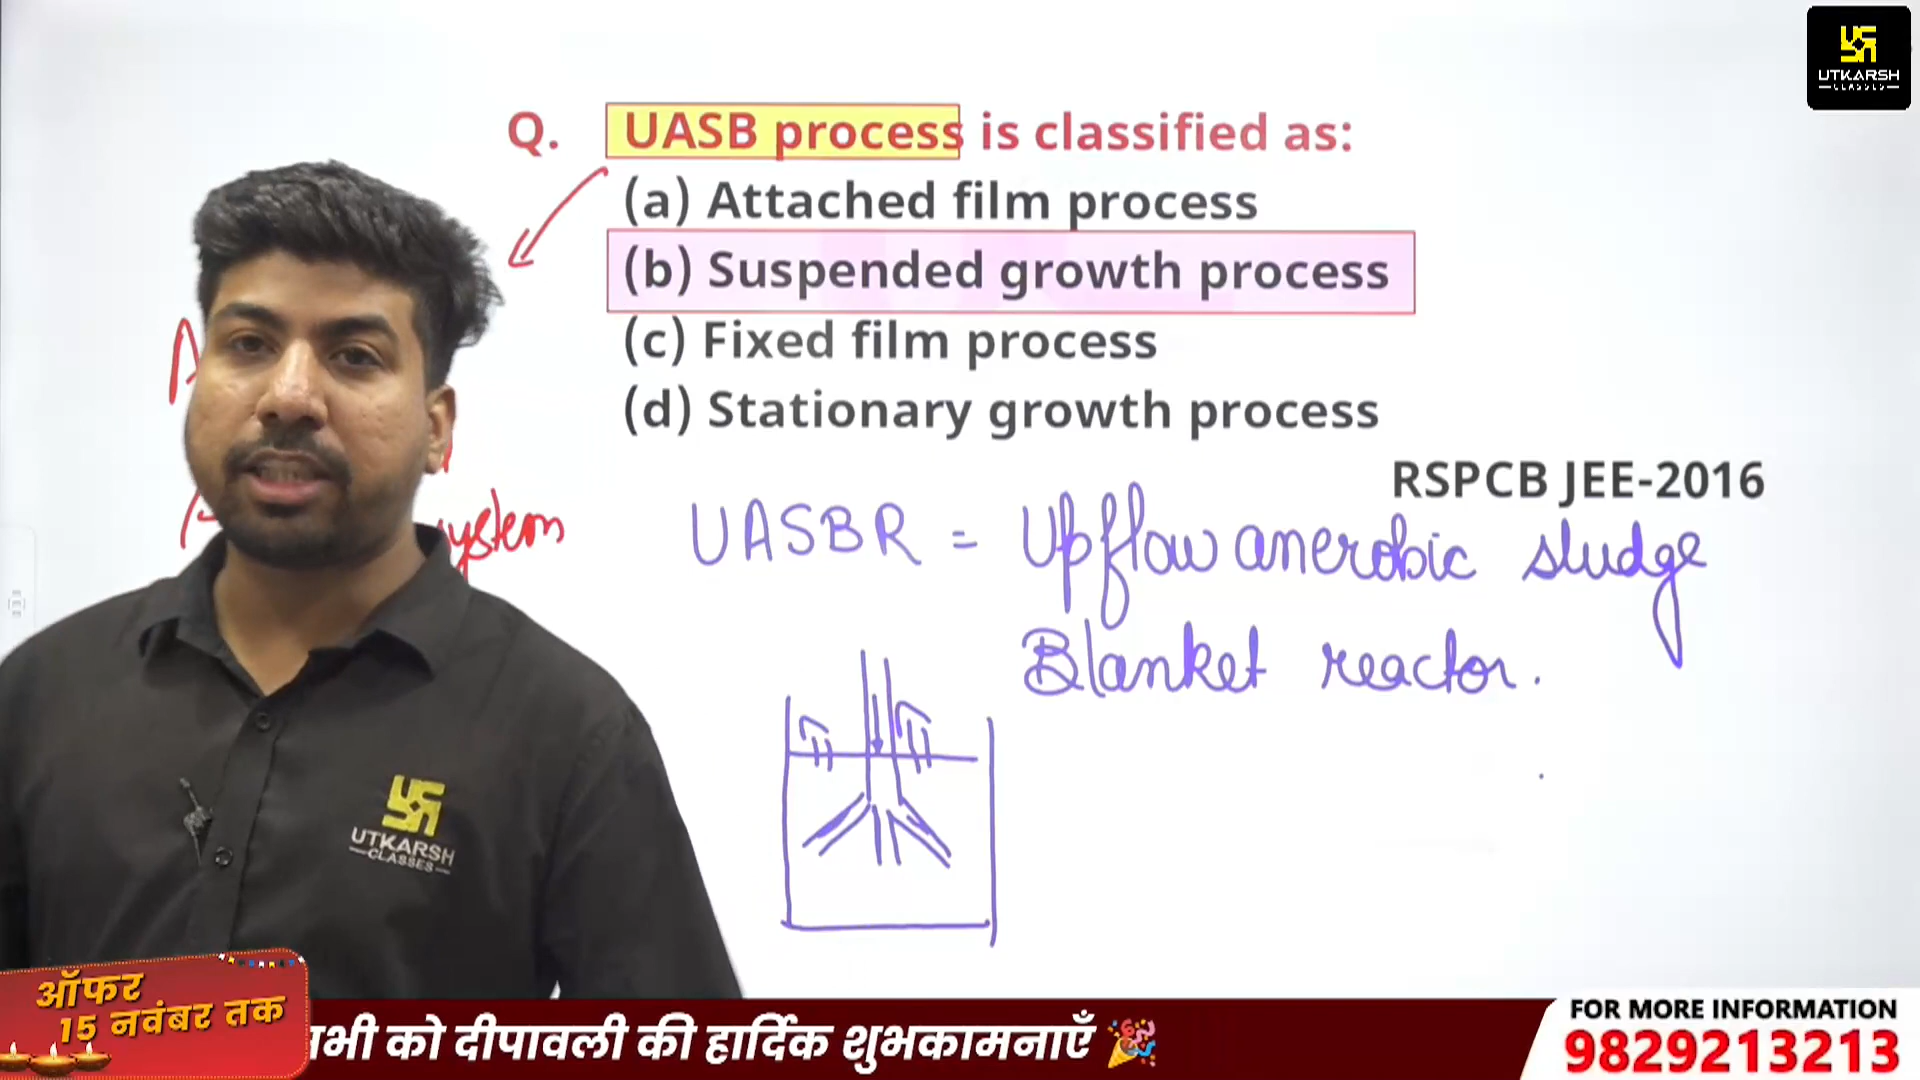 UTKARSH
CLASSES
Q. UASB process is classified as:
(a) Attached film process
(b) Suspended growth process
(c) Fixed film process
(d) Stationary growth process
RSPCB JEE-2016
UASBR = Upflow anerobic sludge
Blanket reactor.
ystem
UTKARSH
CLASSES
ऑफर
15 नवंबर तक
भी को दीपावली की हार्दिक शुभकामनाएँ
FOR MORE INFORMATION
9829213213